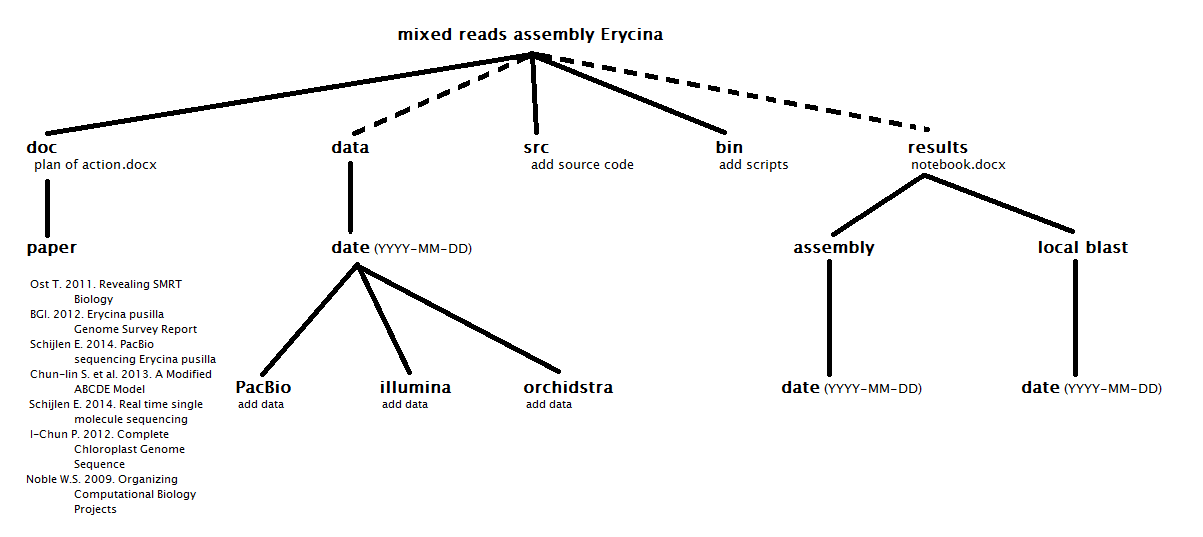 mixed reads assembly Erycina
doc
plan of action.docx
data
src
add source code
bin
add scripts
results
notebook.docx
paper
date (YYYY-MM-DD)
assembly
local blast
Ost T. 2011. Revealing SMRT
Biology
BGI. 2012. Erycina pusilla
Genome Survey Report
Schijlen E. 2014. PacBio
sequencing Erycina pusilla
Chun-lin S. et al. 2013. A Modified
ABCDE Model
Schijlen E. 2014. Real time single
molecule sequencing
I-Chun P. 2012. Complete
Chloroplast Genome
Sequence
Noble W.S. 2009. Organizing
Computational Biology
Projects
PacBio
add data
illumina
add data
orchidstra
add data
date (YYYY-MM-DD)
date (YYYY-MM-DD)